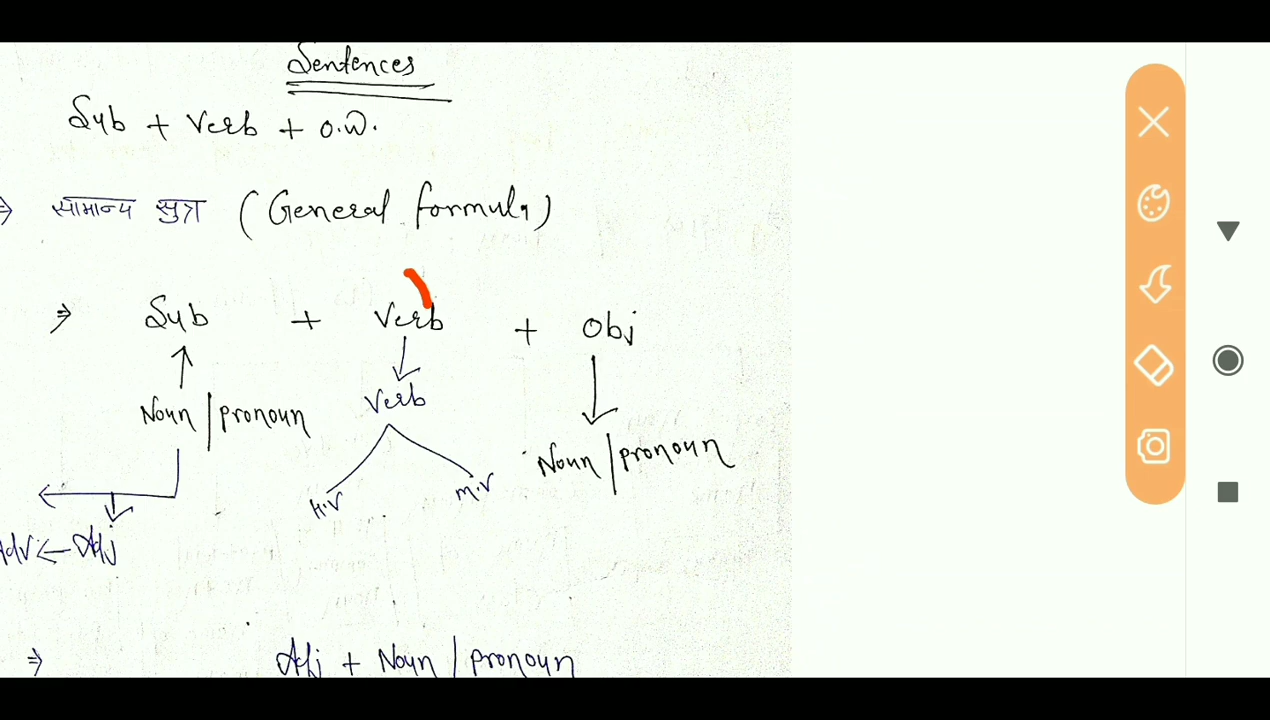 Sentences
Sub + Verb + O.W.
⇒ सामान्य सुत्र (General formula)
⇒ Sub + Verb + Obj
Noun / pronoun
Verb
Noun / pronoun
H.V M.V
Adv ← Adj
⇒ Adj + Noun / pronoun